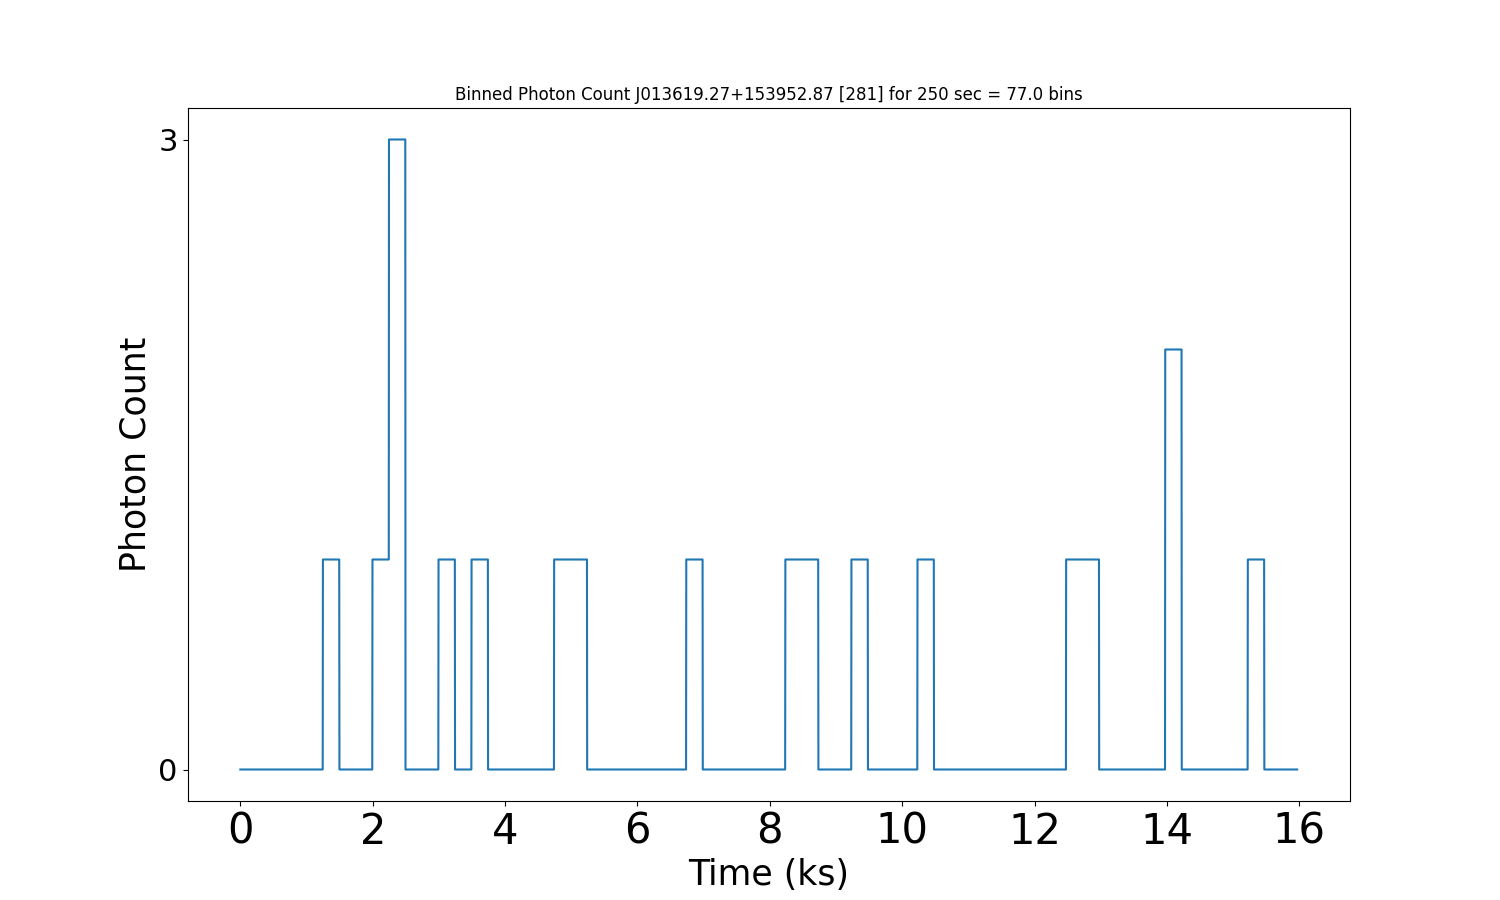 Binned Photon Count J013619.27+153952.87 [281] for 250 sec = 77.0 bins
3
Photon Count
0
0 2 4 6 8 10 12 14 16
Time (ks)